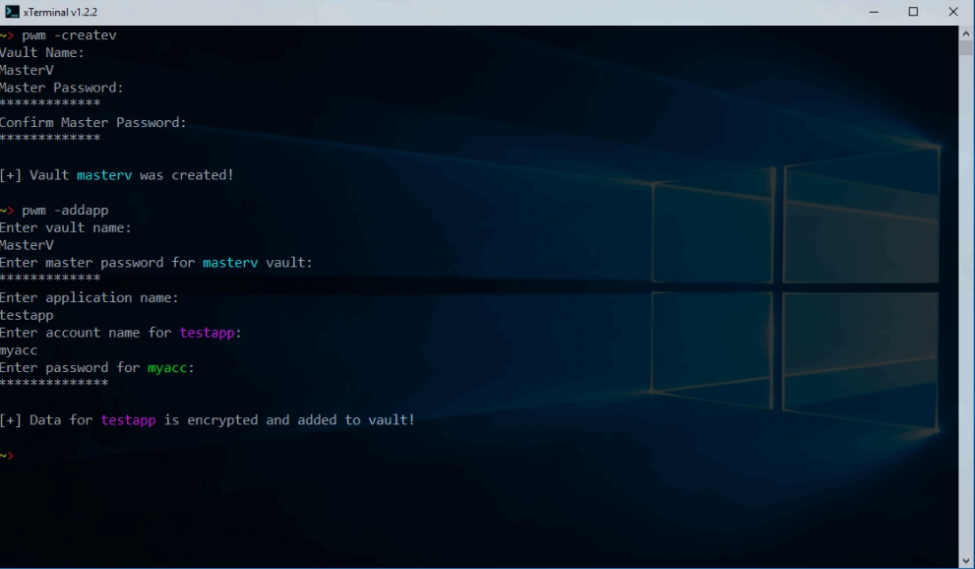 xTerminal v1.2.2
~> pwm -createv
Vault Name:
MasterV
Master Password:
*************
Confirm Master Password:
*************
[+] Vault masterv was created!
~> pwm -addapp
Enter vault name:
MasterV
Enter master password for masterv vault:
*************
Enter application name:
testapp
Enter account name for testapp:
myacc
Enter password for myacc:
**************
[+] Data for testapp is encrypted and added to vault!
~>